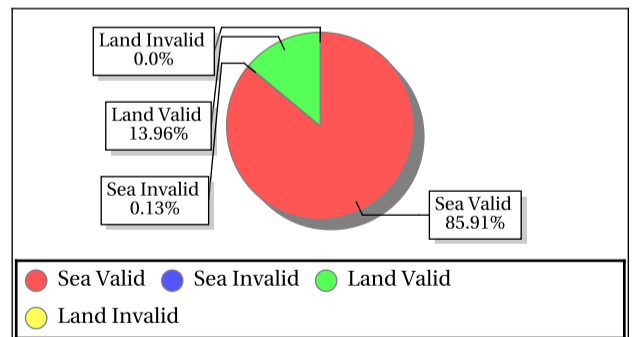 Land Invalid
0.0%
Land Valid
13.96%
Sea Invalid
0.13%
Sea Valid
85.91%
Sea Valid Sea Invalid Land Valid
Land Invalid